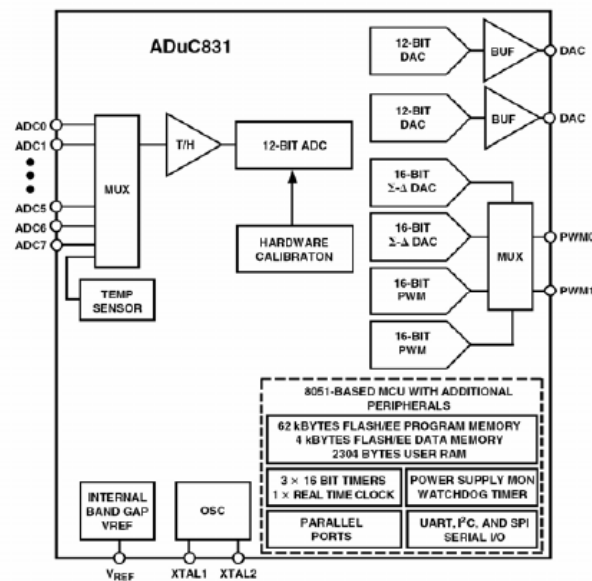 ADuC831
12-BIT
DAC
BUF
DAC
12-BIT
DAC
BUF
DAC
ADC0
ADC1
ADC5
ADC6
ADC7
MUX
T/H
12-BIT ADC
HARDWARE
CALIBRATON
TEMP
SENSOR
16-BIT
Σ-Δ DAC
16-BIT
Σ-Δ DAC
16-BIT
PWM
16-BIT
PWM
MUX
PWM0
PWM1
8051-BASED MCU WITH ADDITIONAL
PERIPHERALS
62 kBYTES FLASH/EE PROGRAM MEMORY
4 kBYTES FLASH/EE DATA MEMORY
2304 BYTES USER RAM
3 × 16 BIT TIMERS
1 × REAL TIME CLOCK
POWER SUPPLY MON
WATCHDOG TIMER
PARALLEL
PORTS
UART, I²C, AND SPI
SERIAL I/O
INTERNAL
BAND GAP
VREF
OSC
VREF
XTAL1
XTAL2